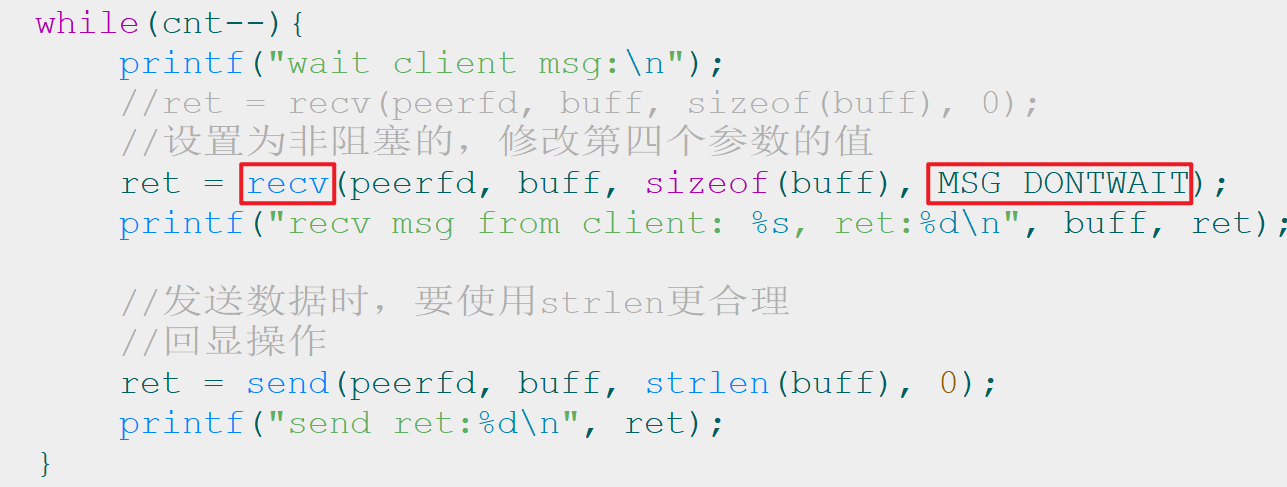 while(cnt--){
printf("wait client msg:\n");
//ret = recv(peerfd, buff, sizeof(buff), 0);
//设置为非阻塞的，修改第四个参数的值
ret = recv(peerfd, buff, sizeof(buff), MSG_DONTWAIT);
printf("recv msg from client: %s, ret:%d\n", buff, ret);
//发送数据时，要使用strlen更合理
//回显操作
ret = send(peerfd, buff, strlen(buff), 0);
printf("send ret:%d\n", ret);
}